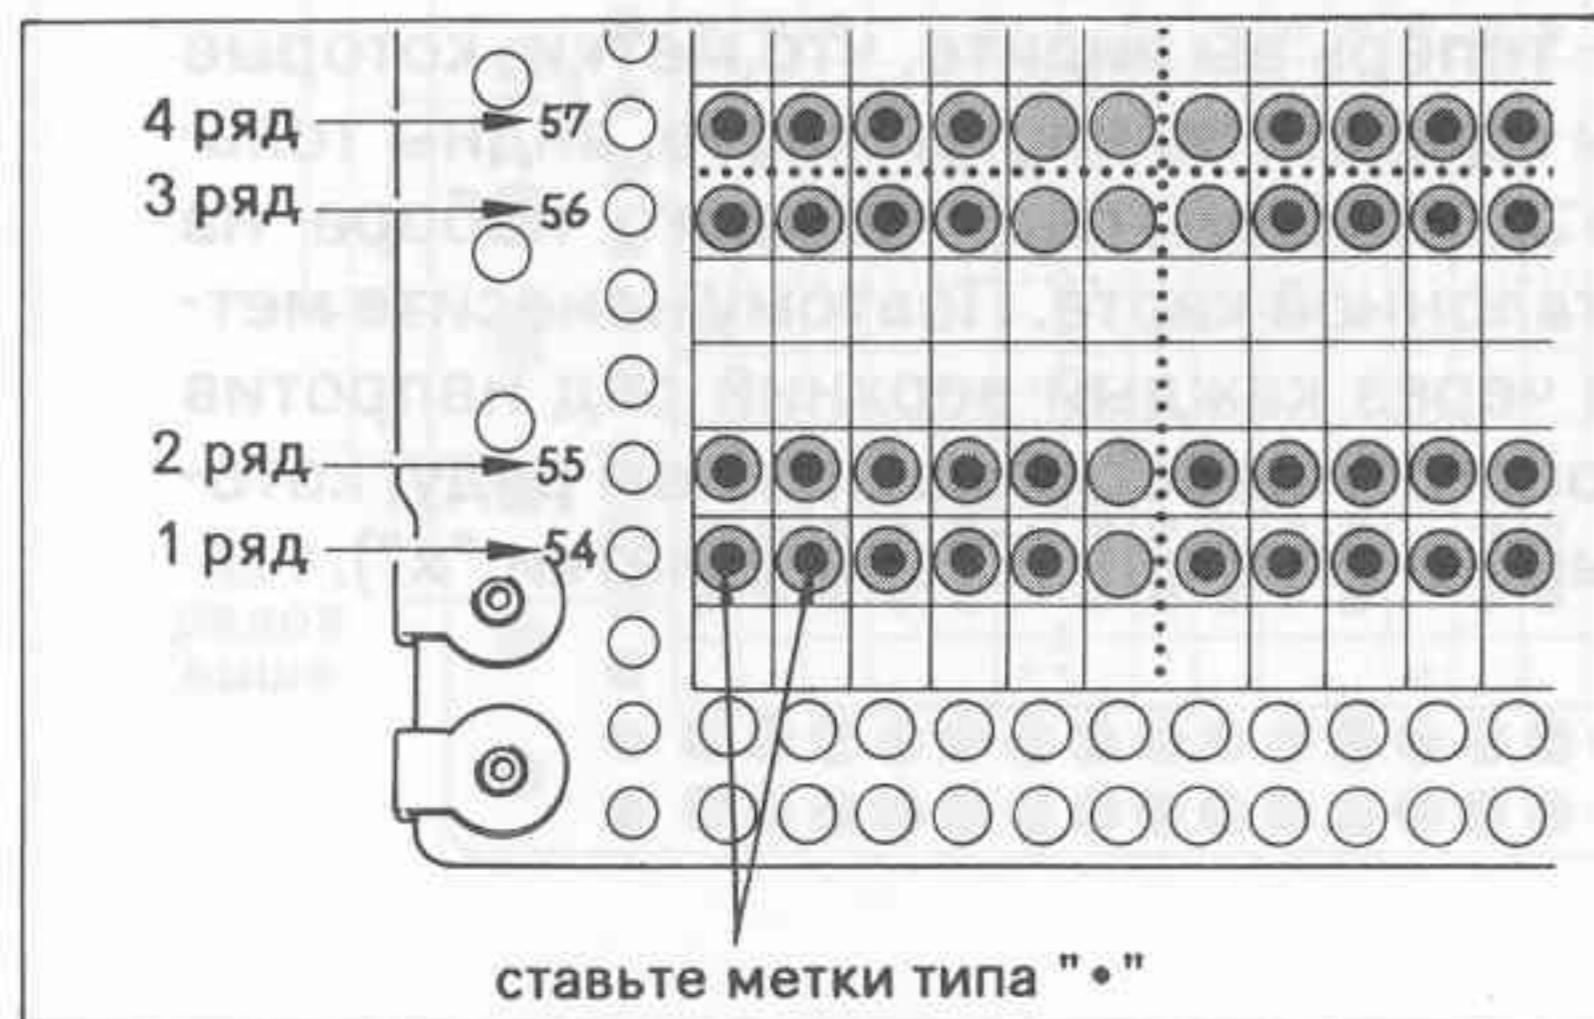 4 ряд 57
3 ряд 56
2 ряд 55
1 ряд 54
ставьте метки типа "•"